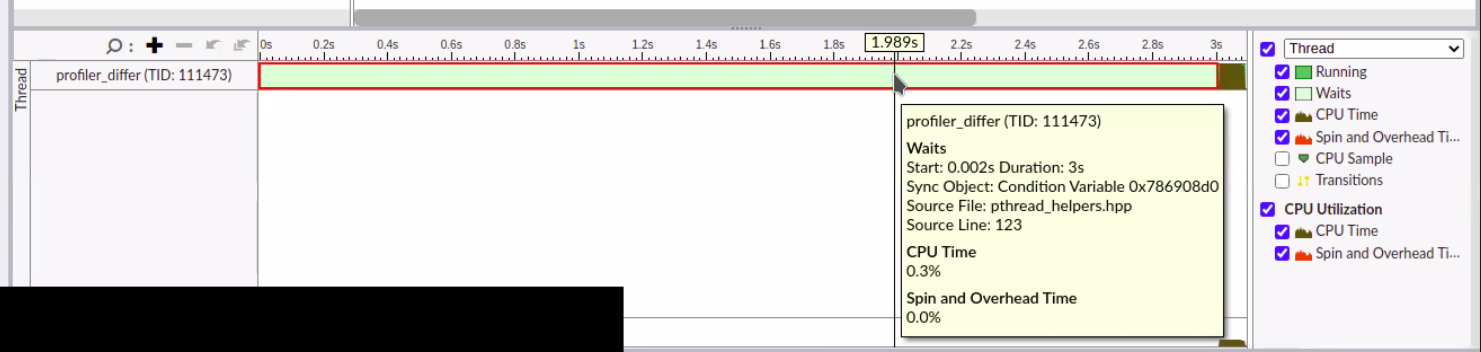 0s 0.2s 0.4s 0.6s 0.8s 1s 1.2s 1.4s 1.6s 1.8s 1.989s 2.2s 2.4s 2.6s 2.8s 3s
Thread
profiler_differ (TID: 111473)
profiler_differ (TID: 111473)
Waits
Start: 0.002s Duration: 3s
Sync Object: Condition Variable 0x786908d0
Source File: pthread_helpers.hpp
Source Line: 123
CPU Time
0.3%
Spin and Overhead Time
0.0%
Thread
Running
Waits
CPU Time
Spin and Overhead Ti...
CPU Sample
Transitions
CPU Utilization
CPU Time
Spin and Overhead Ti...